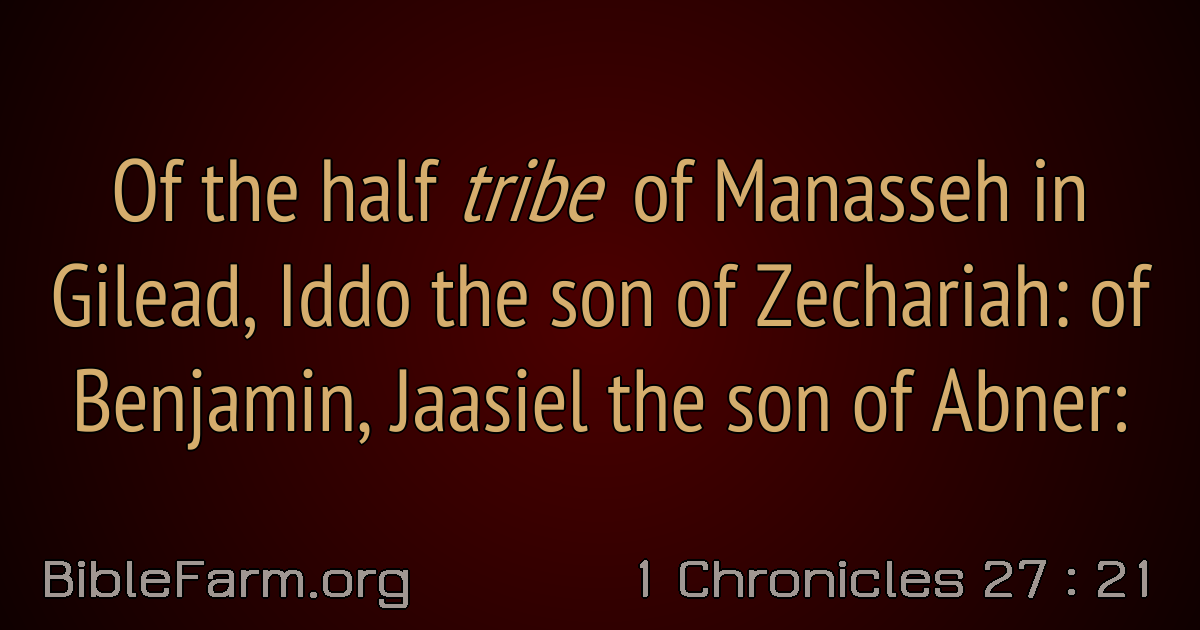 Of the half tribe of Manasseh in
Gilead, Iddo the son of Zechariah: of
Benjamin, Jaasiel the son of Abner:
BibleFarm.org 1 Chronicles 27 : 21